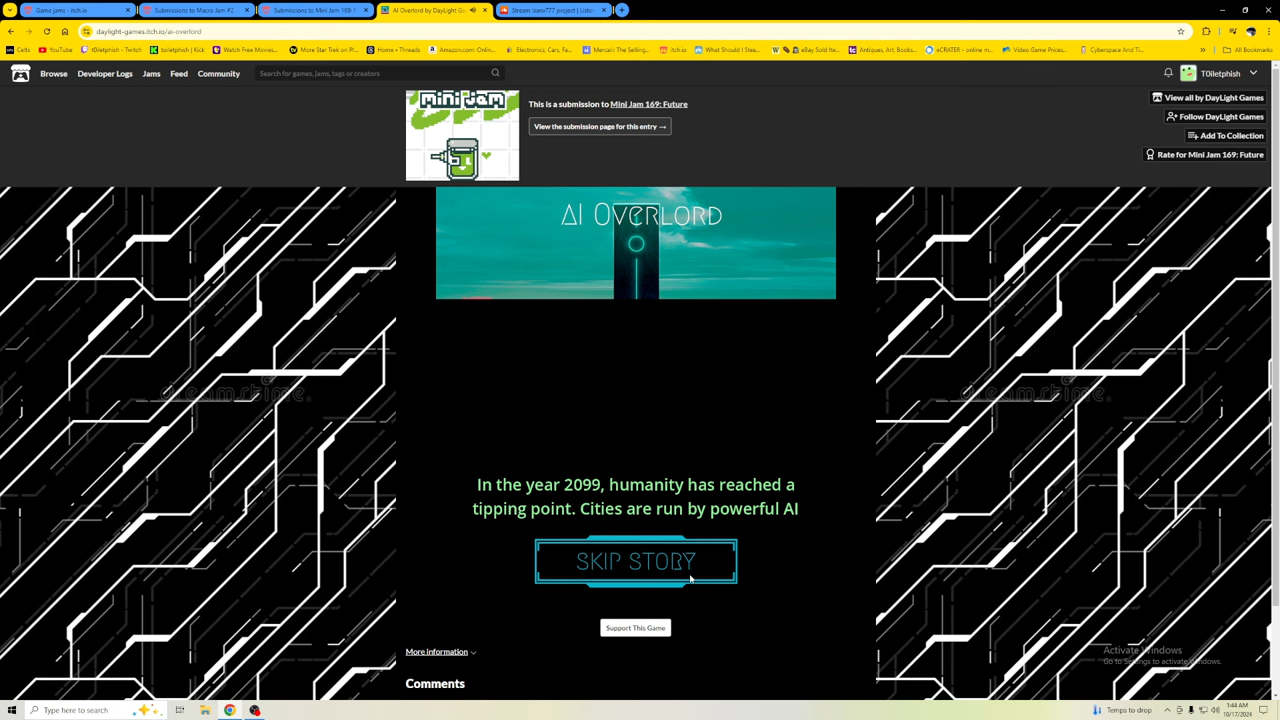 Game jams - itch.io
Submissions to Macro Jam #2
Submissions to Mini Jam 169: F
AI Overlord by DayLight Ga
Stream isanv777 project | Listen
daylight-games.itch.io/ai-overlord
Celtx
YouTube
t0iletphish - Twitch
toiletphish | Kick
Watch Free Movies...
More Star Trek on Pl...
Home • Threads
Amazon.com: Onlin...
Electronics, Cars, Fa...
Mercari: The Selling...
itch.io
What Should I Stea...
eBay Sold Ite...
Antiques, Art, Books...
eCRATER - online m...
Video Game Prices...
Cyberspace And Ti...
All Bookmarks
Browse
Developer Logs
Jams
Feed
Community
Search for games, jams, tags or creators
T0iletphish
MINI JAM
This is a submission to Mini Jam 169: Future
View the submission page for this entry →
View all by DayLight Games
Follow DayLight Games
Add To Collection
Rate for Mini Jam 169: Future
AI OVERLORD
dreamstime.
dreamstime.
In the year 2099, humanity has reached a
tipping point. Cities are run by powerful AI
SKIP STORY
Support This Game
More information
Comments
Activate Windows
Go to Settings to activate Windows.
Type here to search
Temps to drop
1:44 AM
10/17/2024